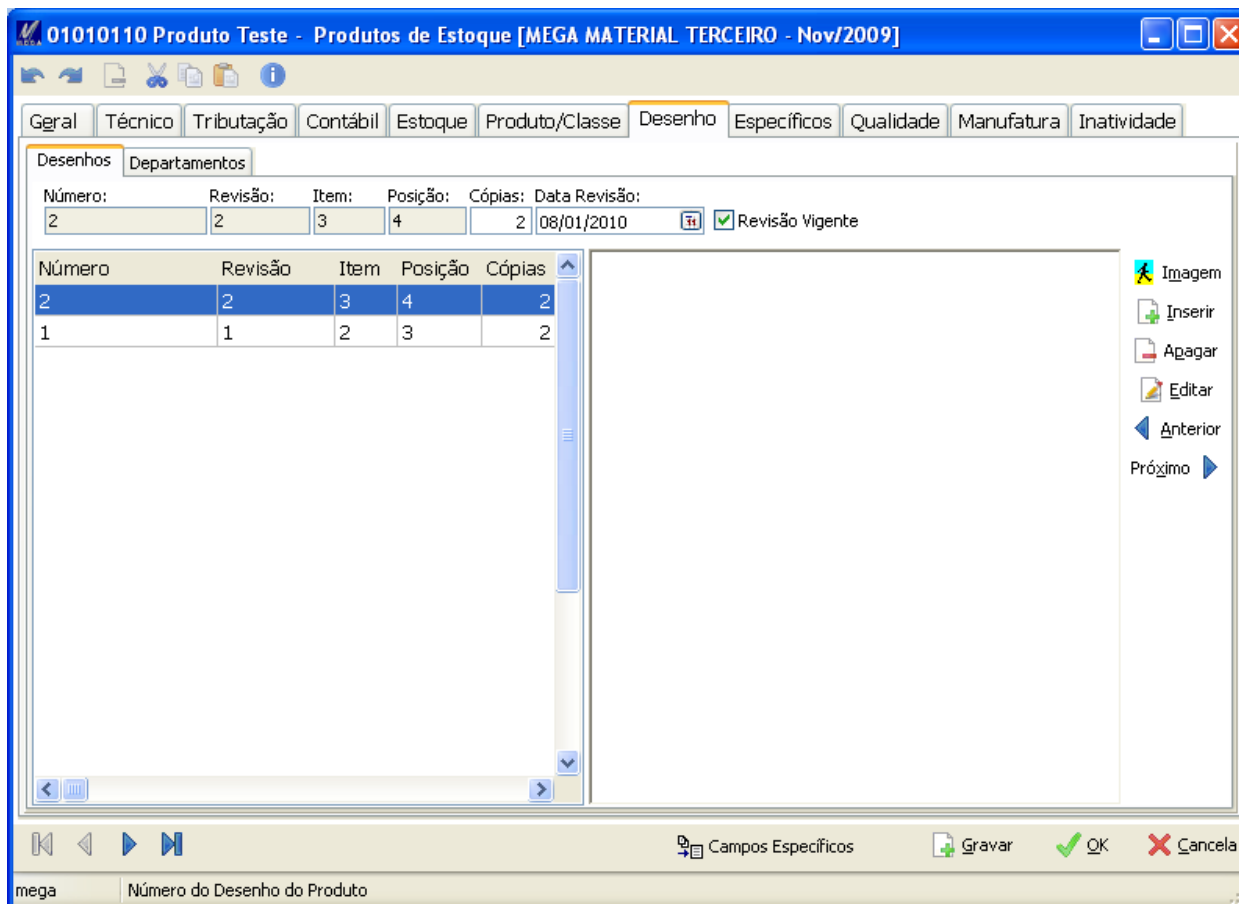 01010110 Produto Teste - Produtos de Estoque [MEGA MATERIAL TERCEIRO - Nov/2009]
Geral Técnico Tributação Contábil Estoque Produto/Classe Desenho Específicos Qualidade Manufatura Inatividade
Desenhos Departamentos
Número: Revisão: Item: Posição: Cópias: Data Revisão:
2 2 3 4 2 08/01/2010 Revisão Vigente
Número Revisão Item Posição Cópias
2 2 3 4 2
1 1 2 3 2
Imagem
Inserir
Apagar
Editar
Anterior
Próximo
Campos Específicos Gravar OK Cancela
mega Número do Desenho do Produto